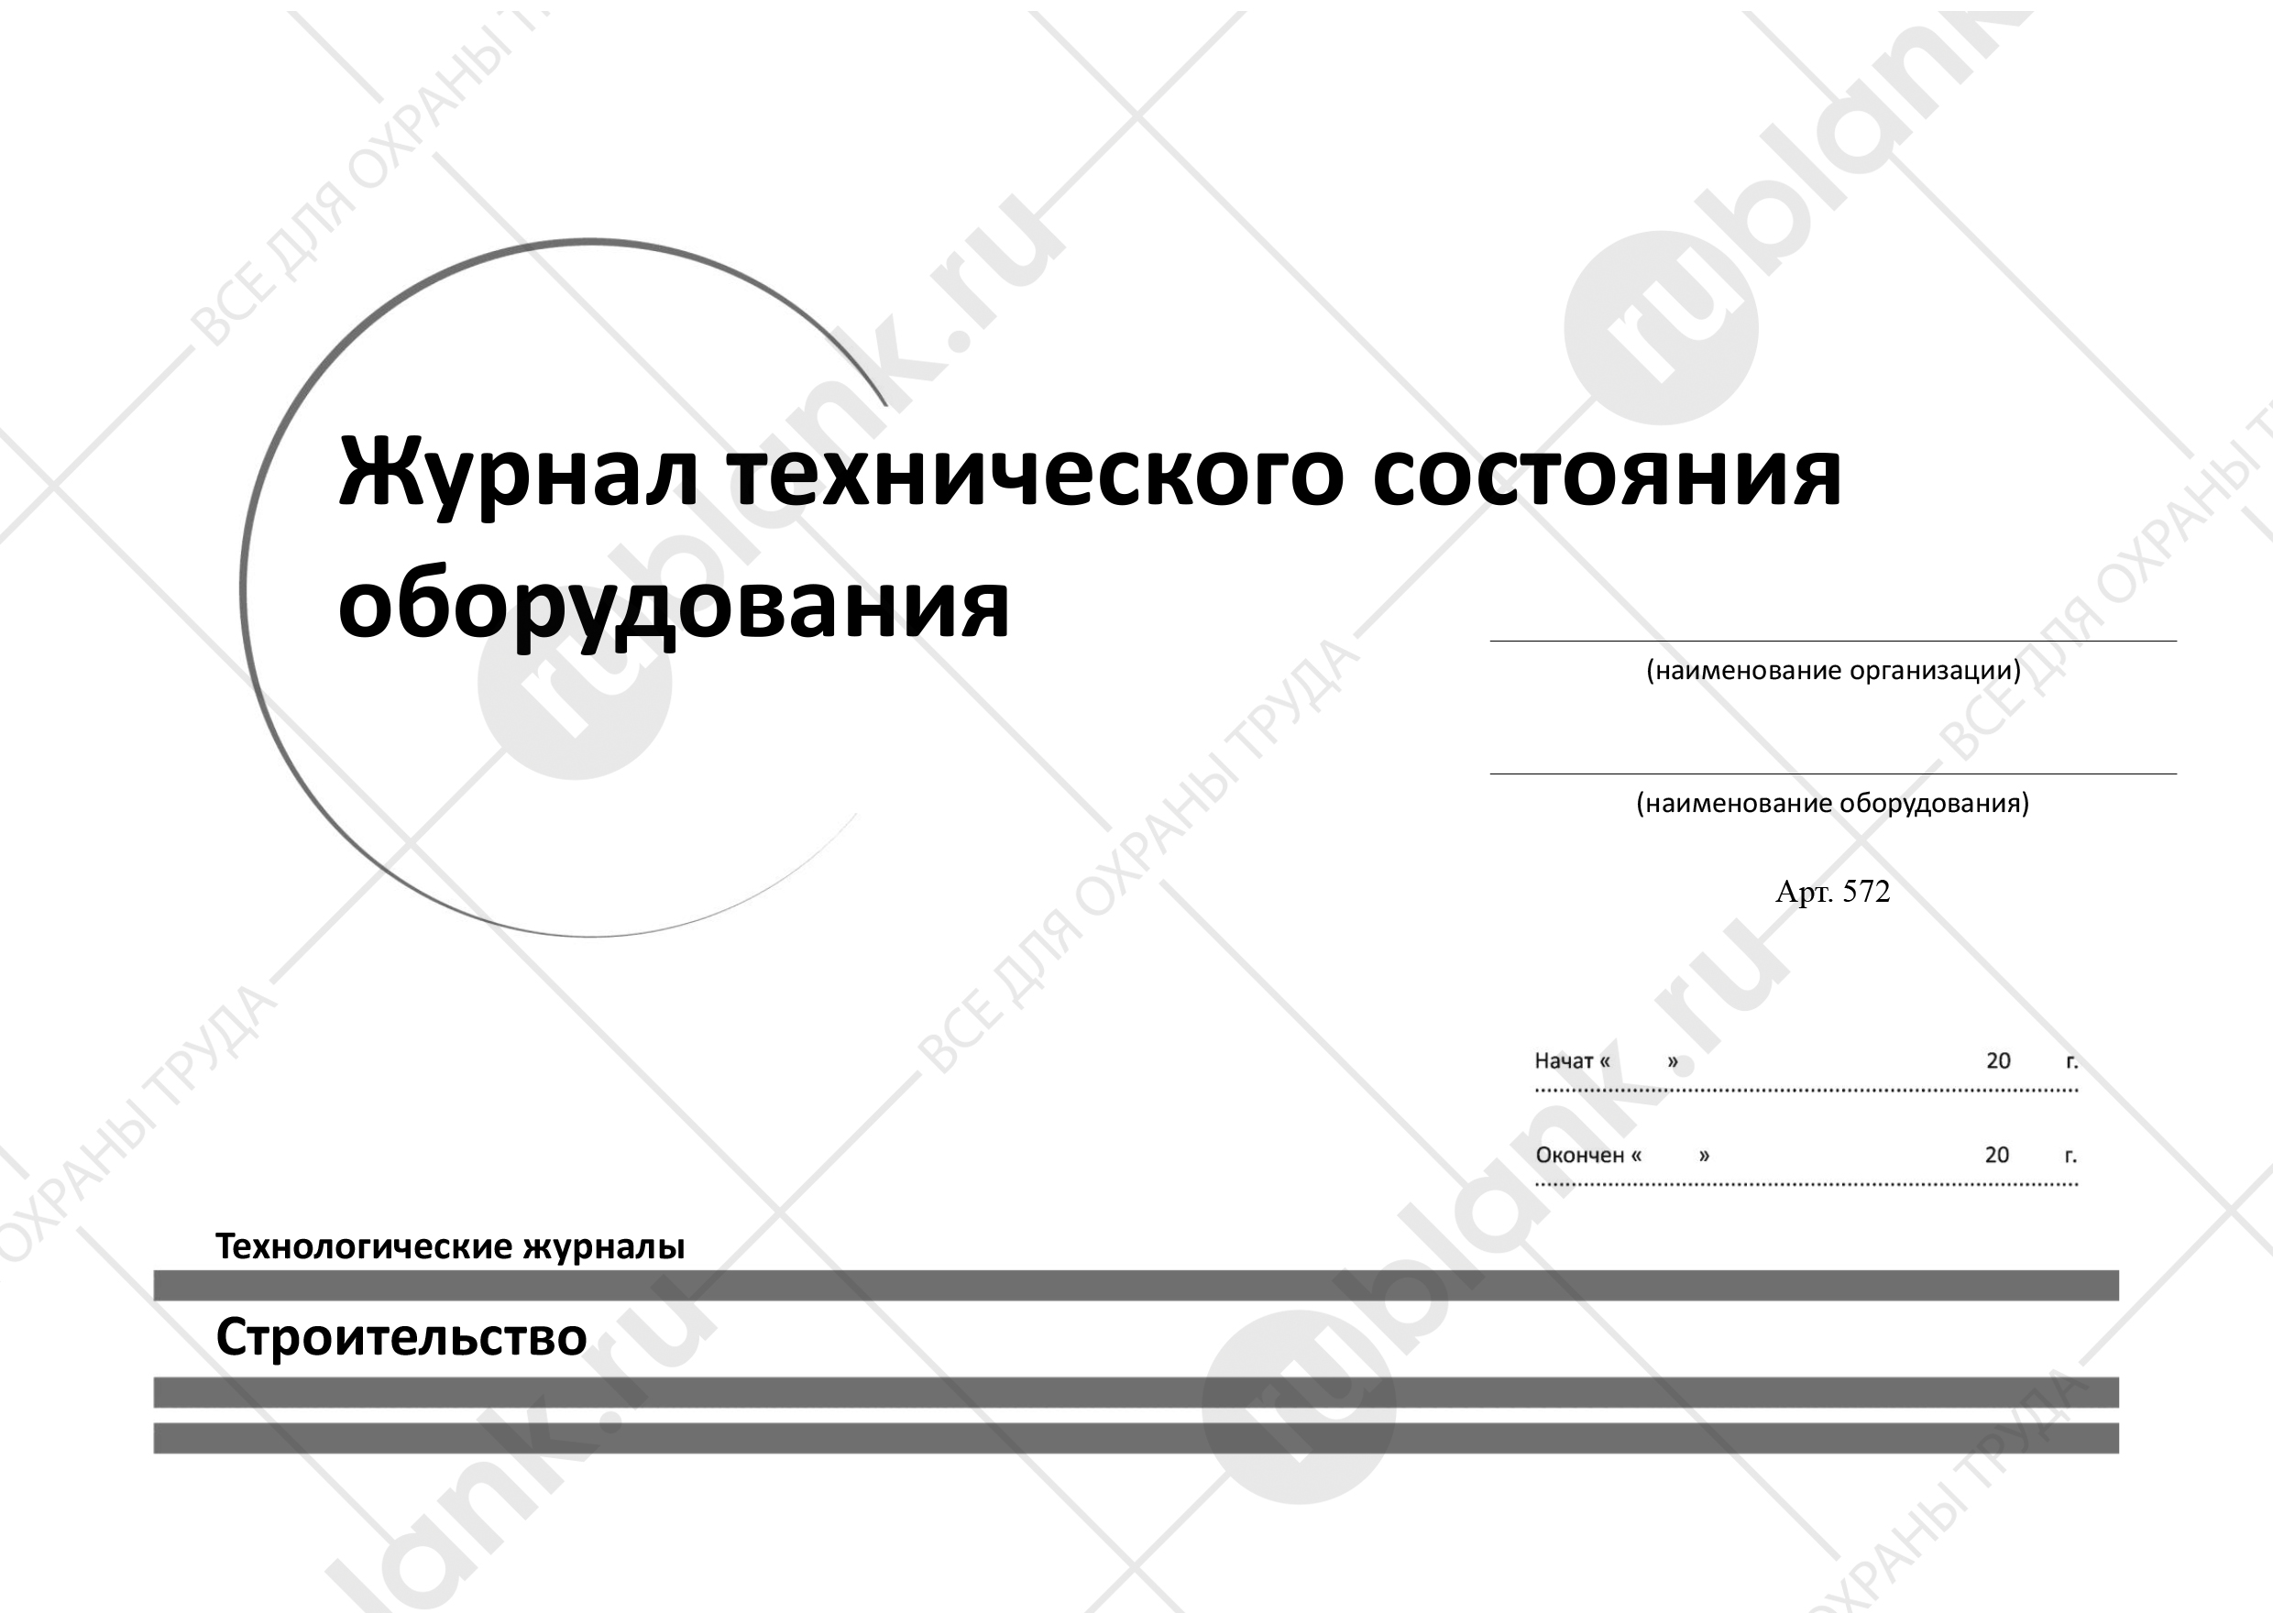 Журнал технического состояния
оборудования
(наименование организации)
(наименование оборудования)
Арт. 572
Начат « » 20 г.
Окончен « » 20 г.
Технологические журналы
Строительство
ВСЕ ДЛЯ ОХРАНЫ ТРУДА
rublank.ru